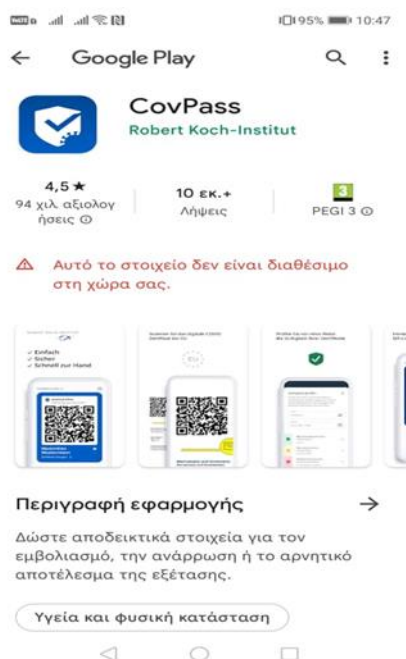 95% 10:47
Google Play
CovPass
Robert Koch-Institut
4,5★
94 χιλ. αξιολογ
ήσεις
10 εκ.+
Λήψεις
3
PEGI 3
Αυτό το στοιχείο δεν είναι διαθέσιμο
στη χώρα σας.
✓ Einfach
✓ Sicher
✓ Schnell zur Hand
Περιγραφή εφαρμογής
Δώστε αποδεικτικά στοιχεία για τον
εμβολιασμό, την ανάρρωση ή το αρνητικό
αποτέλεσμα της εξέτασης.
Υγεία και φυσική κατάσταση